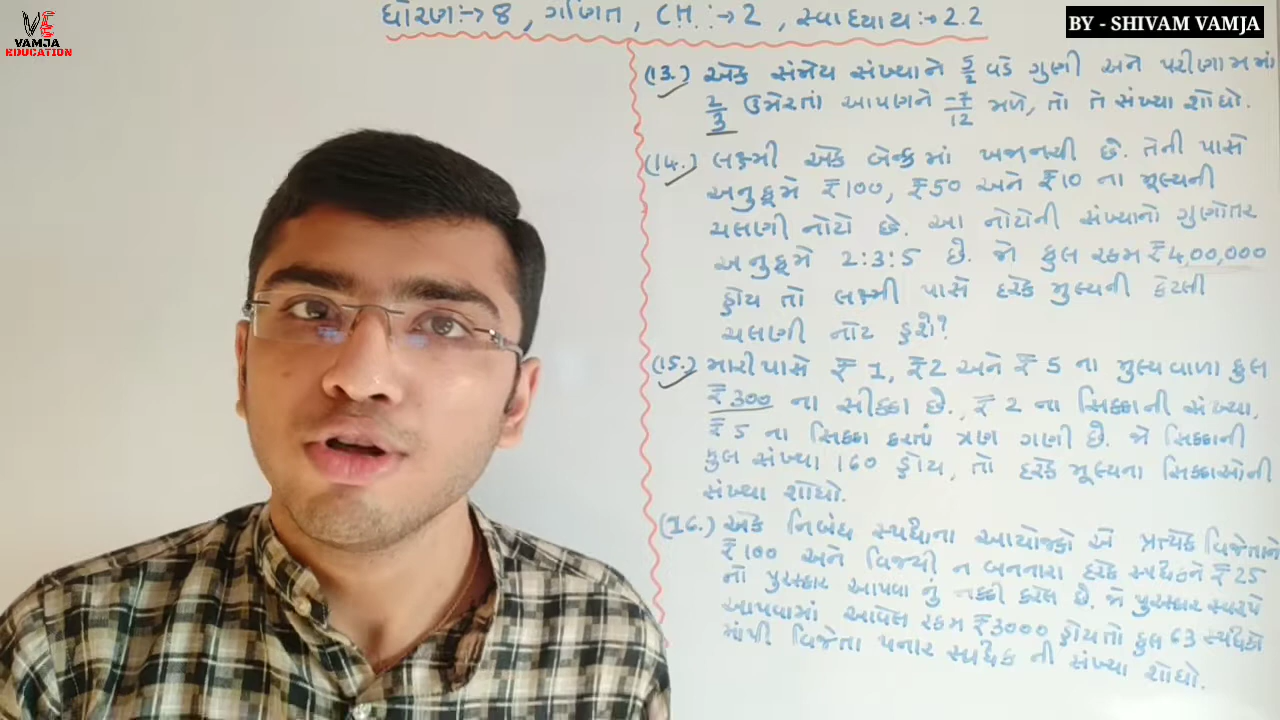 VE
VAMJA
EDUCATION
ધોરણ:→ 8 , ગણિત , CH. :→ 2 , સ્વાધ્યાય :→ 2.2
BY - SHIVAM VAMJA
(13.) એક સંમેય સંખ્યાને 5/2 વડે ગુણી અને પરીણામમાં
2/3 ઉમેરતાં આપણને -7/12 મળે, તો તે સંખ્યા શોધો.
(14.) લક્ષ્મી એક બેન્કમાં ખજાનચી છે. તેની પાસે
અનુક્રમે ₹100, ₹50 અને ₹10 ના મૂલ્યની
ચલણી નોટો છે. આ નોટોની સંખ્યાનો ગુણોતર
અનુક્રમે 2:3:5 છે. જો કુલ રકમ ₹4,00,000
હોય તો લક્ષ્મી પાસે દરેક મુલ્યની કેટલી
ચલણી નોટ હશે?
(15.) મારી પાસે ₹ 1, ₹2 અને ₹ 5 ના મુલ્યવાળા કુલ
₹300 ના સીક્કા છે. ₹ 2 ના સિક્કાની સંખ્યા,
₹ 5 ના સિક્કા કરતાં ત્રણ ગણી છે. જો સિક્કાની
કુલ સંખ્યા 160 હોય, તો દરેક મૂલ્યના સિક્કાઓની
સંખ્યા શોધો.
(16.) એક નિબંધ સ્પર્ધાના આયોજકો એ પ્રત્યેક વિજેતાને
₹100 અને વિજયી ન બનનારા દરેક સ્પર્ધકને ₹25
નો પુરસ્કાર આપવા નું નક્કી કરેલ છે. જો પુરસ્કાર સ્વરૂપે
આપવામાં આવેલ રકમ ₹3000 હોય તો કુલ 63 સ્પર્ધકો
માંથી વિજેતા થનાર સ્પર્ધક ની સંખ્યા શોધો.